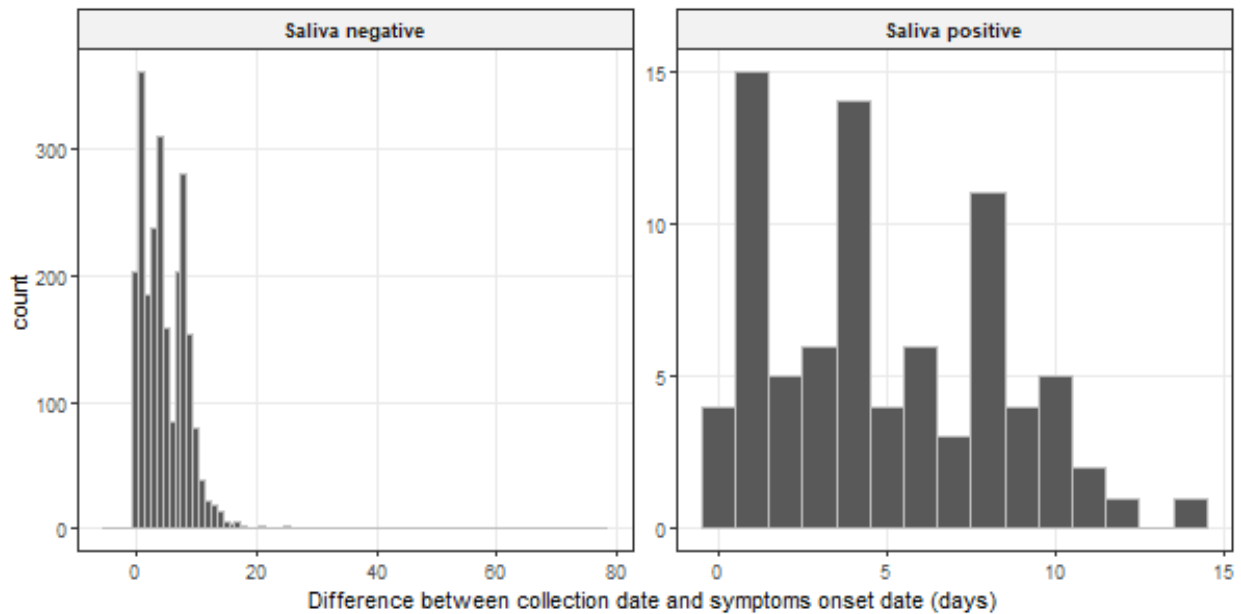 Saliva negative
Saliva positive
count
300
200
100
0
0 20 40 60 80
15
10
5
0
0 5 10 15
Difference between collection date and symptoms onset date (days)